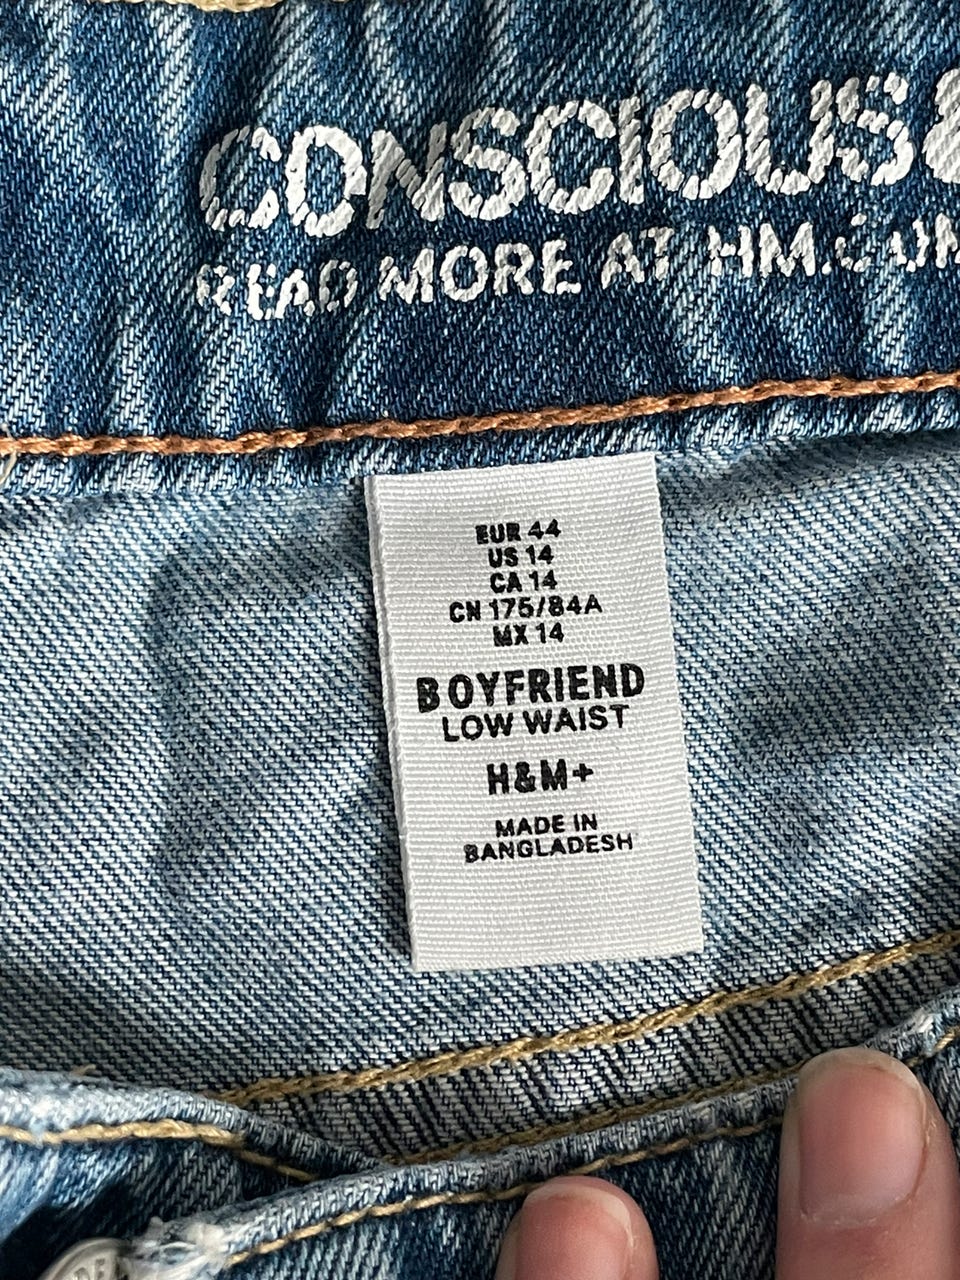 CONSCIOUS&
READ MORE AT HM.COM
EUR 44
US 14
CA 14
CN 175/84A
MX 14
BOYFRIEND
LOW WAIST
H&M+
MADE IN
BANGLADESH